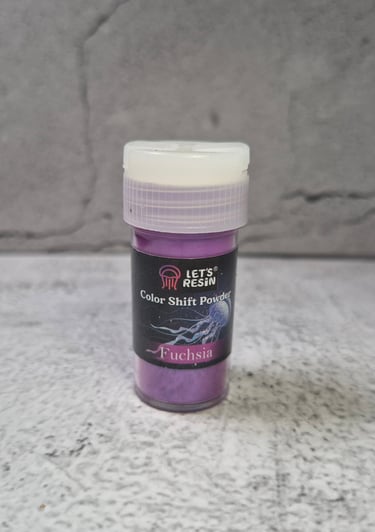 LET'S®
RESIN
Color Shift Powder
Fuchsia